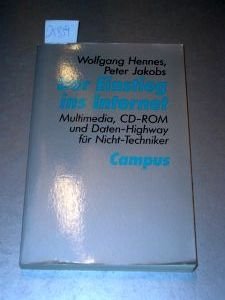 Wolfgang Hennes,
Peter Jakobs
Der Einstieg
ins Internet
Multimedia, CD-ROM
und Daten-Highway
für Nicht-Techniker
Campus